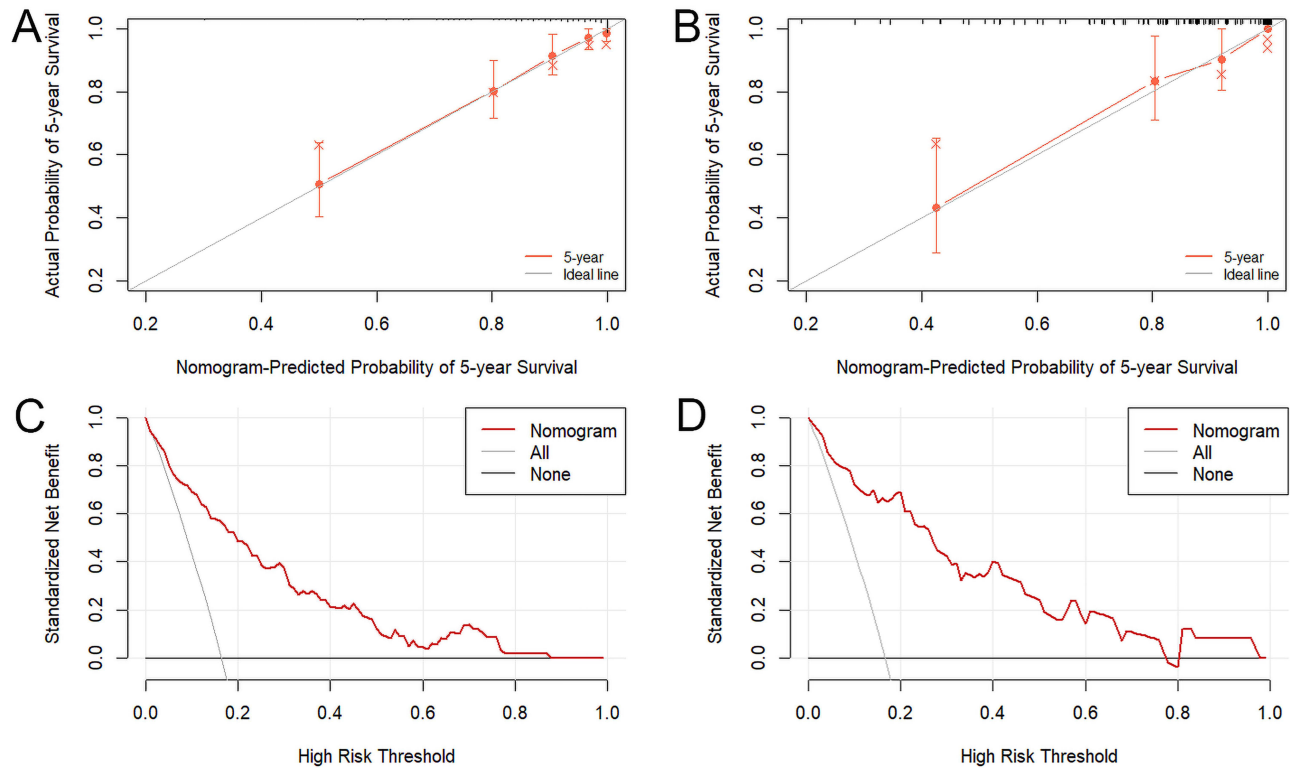 A
Actual Probability of 5-year Survival
1.0
0.8
0.6
0.4
0.2
5-year
Ideal line
0.2 0.4 0.6 0.8 1.0
Nomogram-Predicted Probability of 5-year Survival
B
Actual Probability of 5-year Survival
1.0
0.8
0.6
0.4
0.2
5-year
Ideal line
0.2 0.4 0.6 0.8 1.0
Nomogram-Predicted Probability of 5-year Survival
C
Standardized Net Benefit
1.0
0.8
0.6
0.4
0.2
0.0
Nomogram
All
None
0.0 0.2 0.4 0.6 0.8 1.0
High Risk Threshold
D
Standardized Net Benefit
1.0
0.8
0.6
0.4
0.2
0.0
Nomogram
All
None
0.0 0.2 0.4 0.6 0.8 1.0
High Risk Threshold